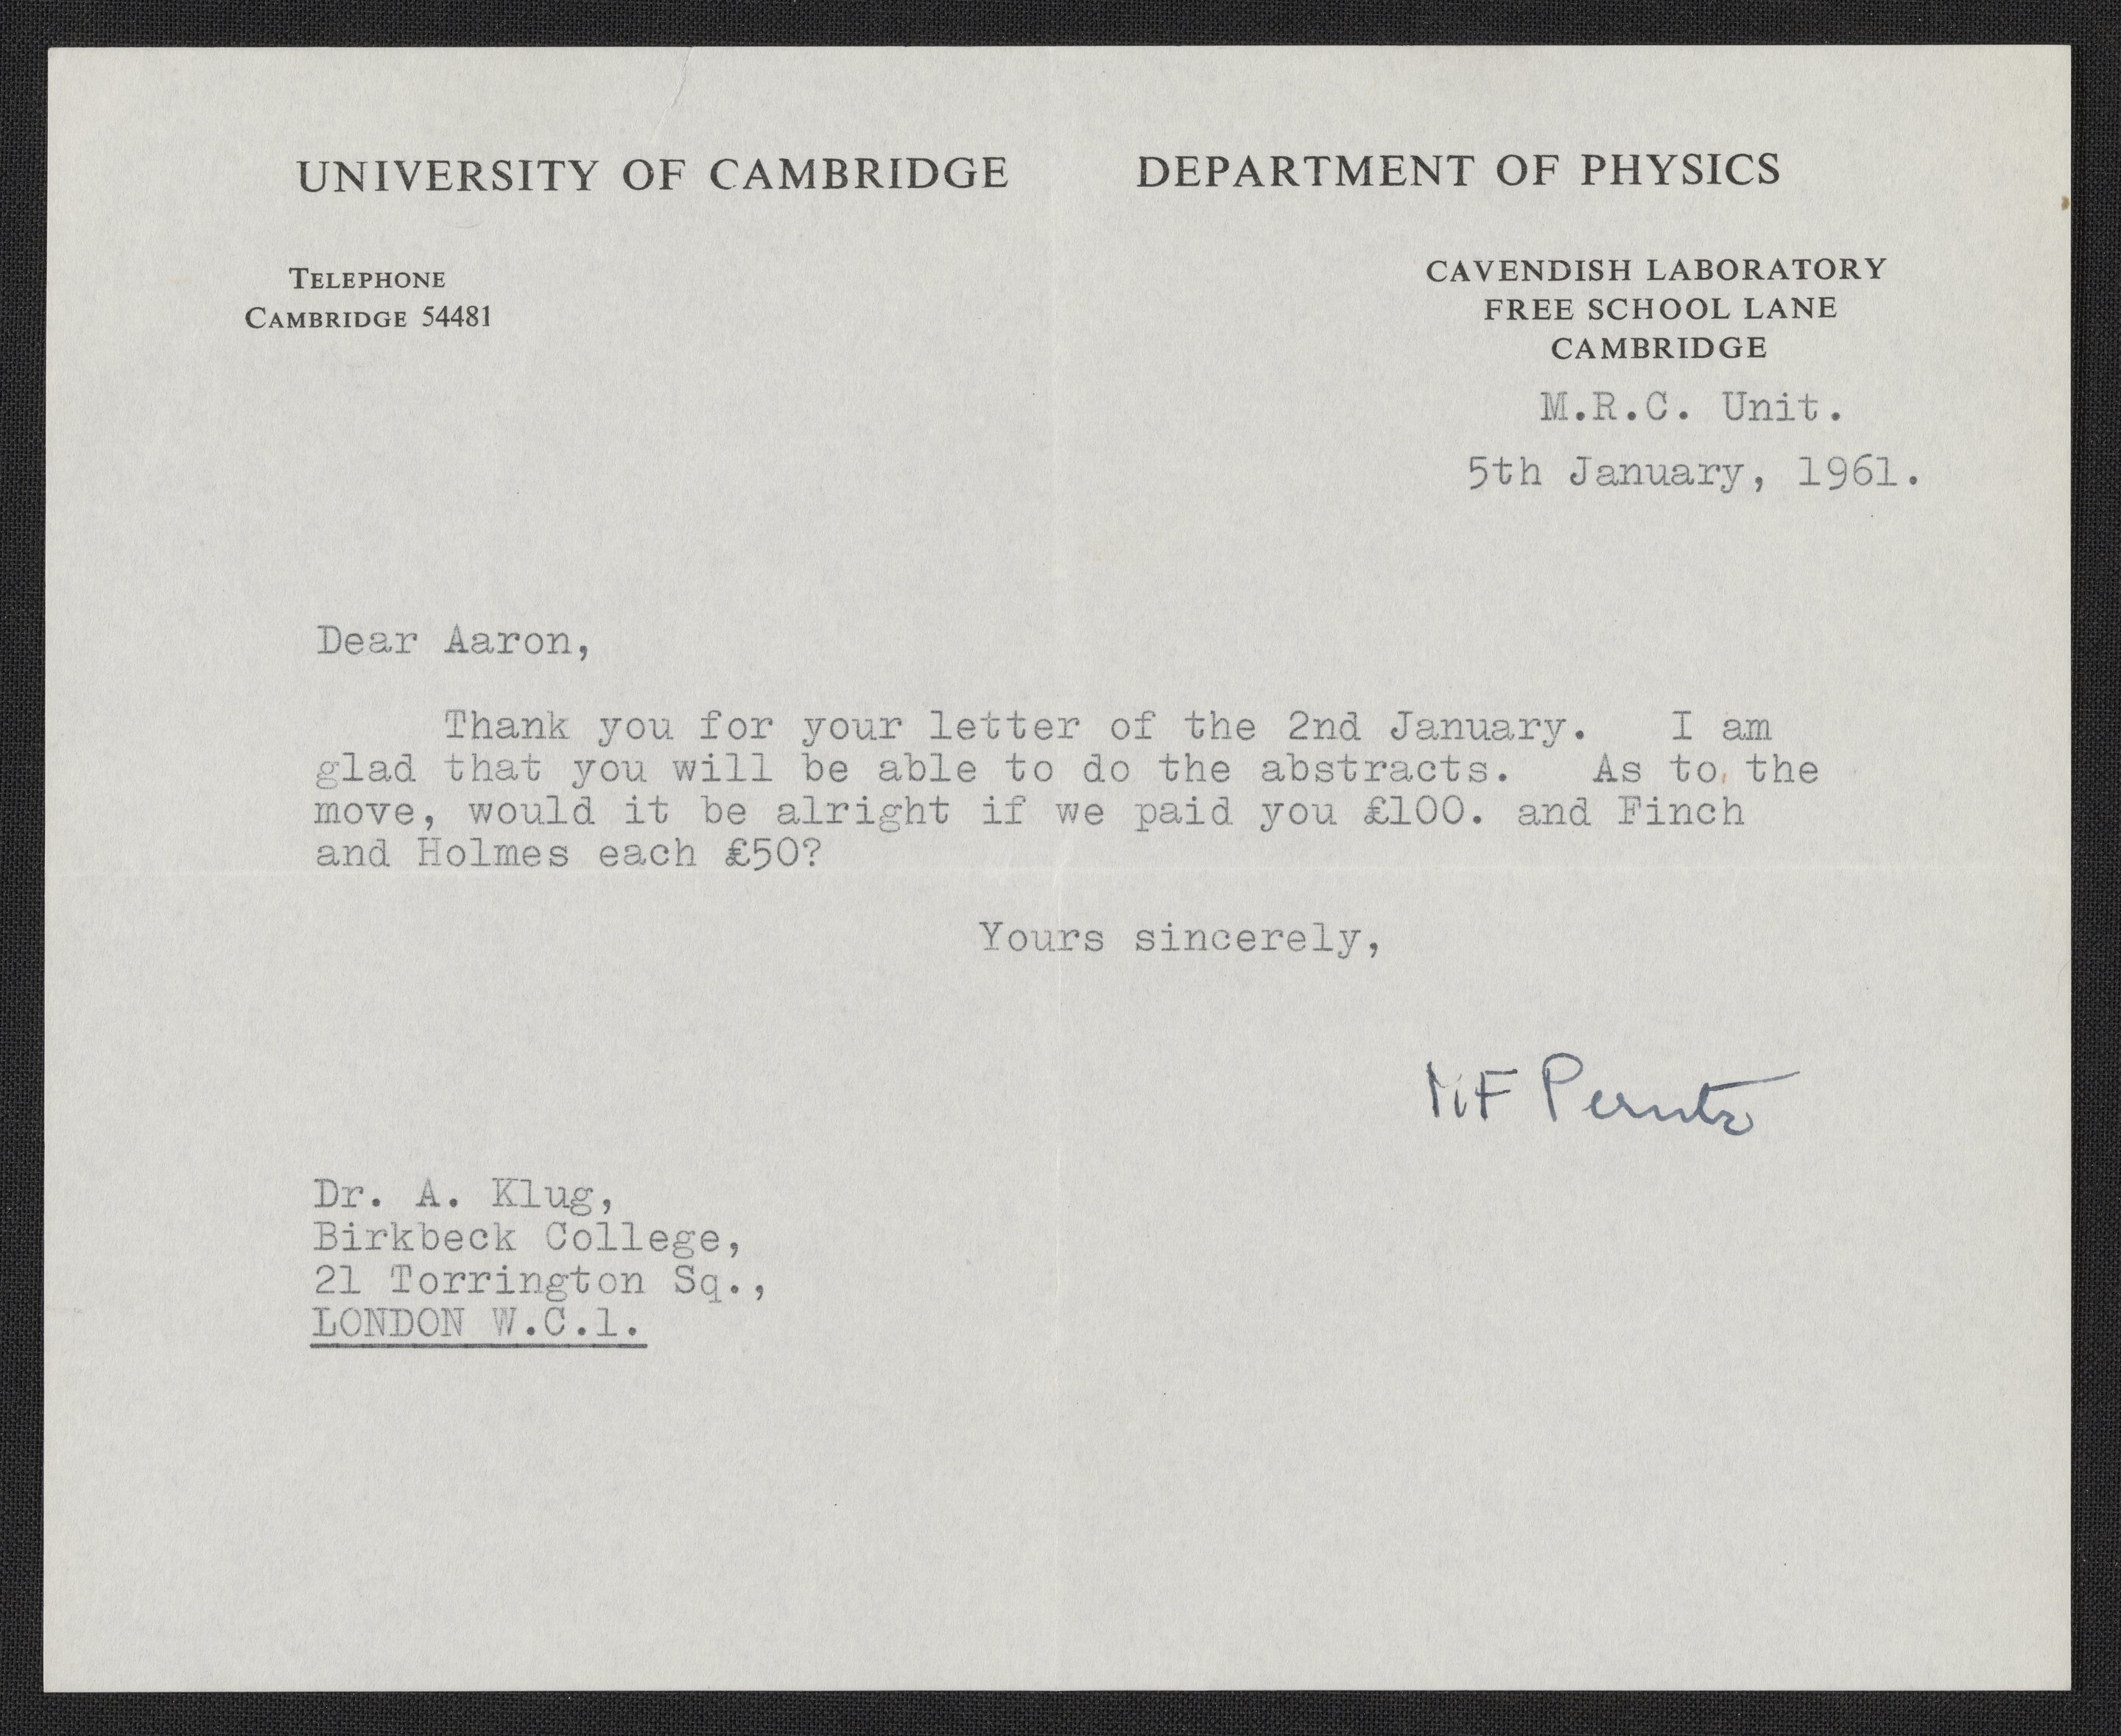 UNIVERSITY OF CAMBRIDGE DEPARTMENT OF PHYSICS
TELEPHONE
CAMBRIDGE 54481
CAVENDISH LABORATORY
FREE SCHOOL LANE
CAMBRIDGE
M.R.C. Unit.
5th January, 1961.
Dear Aaron,
Thank you for your letter of the 2nd January. I am
glad that you will be able to do the abstracts. As to the
move, would it be alright if we paid you £100. and Finch
and Holmes each £50?
Yours sincerely,
MF Perutz
Dr. A. Klug,
Birkbeck College,
21 Torrington Sq.,
LONDON W.C.1.